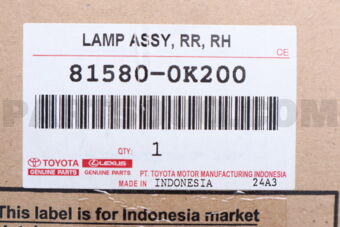 LAMP ASSY, RR, RH
CE
81580-0K200
QTY: 1
TOYOTA LEXUS
GENUINE PARTS GENUINE PARTS
PT. TOYOTA MOTOR MANUFACTURING INDONESIA
MADE IN INDONESIA 24A3
This label is for Indonesia market